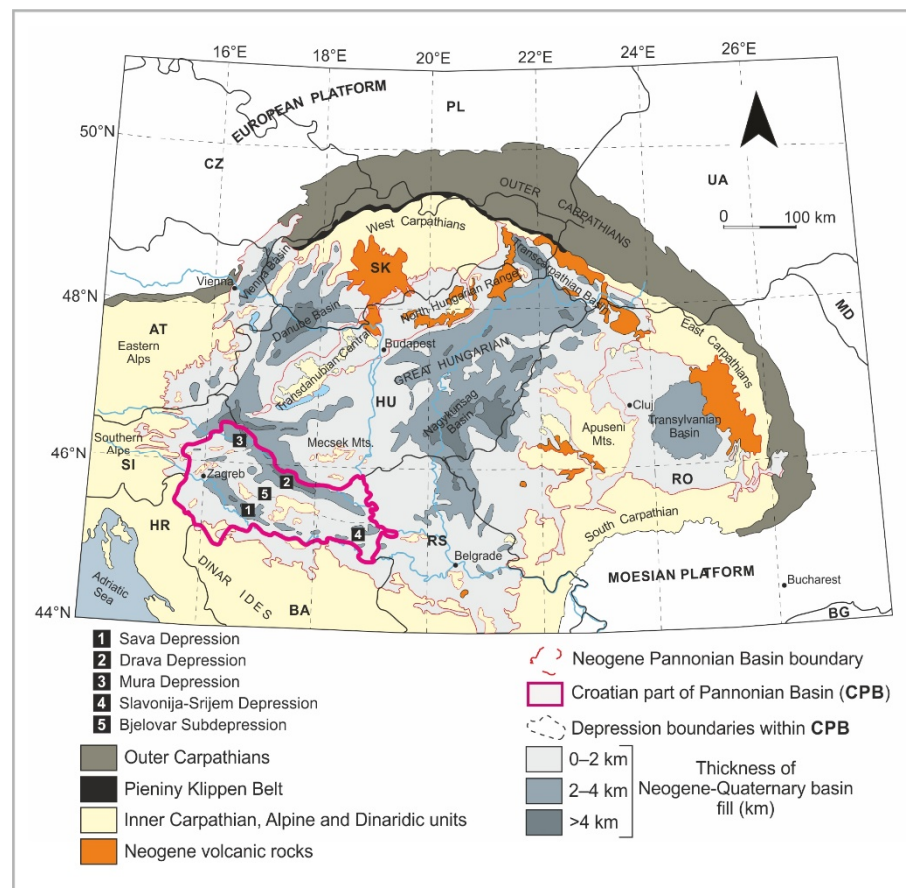 16°E 18°E 20°E 22°E 24°E 26°E
50°N
EUROPEAN PLATFORM
PL
CZ
UA
OUTER CARPATHIANS
0 100 km
West Carpathians
SK
Vienna
Vienna Basin
Transcarpathian Basin
North Hungarian Range
48°N
Danube Basin
MD
AT
Eastern Alps
East Carpathians
Budapest
Transdanubian Central
GREAT HUNGARIAN
HU
Nagykunsag Basin
Cluj
Transylvanian Basin
Apuseni Mts.
3
Mecsek Mts.
46°N
Southern Alps
SI
Zagreb
2
5
1
RO
4
South Carpathian
HR
RS
Belgrade
MOESIAN PLATFORM
Adriatic Sea
DINAR IDES
BA
Bucharest
44°N
BG
1 Sava Depression
2 Drava Depression
3 Mura Depression
4 Slavonija-Srijem Depression
5 Bjelovar Subdepression
Outer Carpathians
Pieniny Klippen Belt
Inner Carpathian, Alpine and Dinaridic units
Neogene volcanic rocks
Neogene Pannonian Basin boundary
Croatian part of Pannonian Basin (CPB)
Depression boundaries within CPB
0–2 km
2–4 km
>4 km
Thickness of
Neogene-Quaternary basin
fill (km)